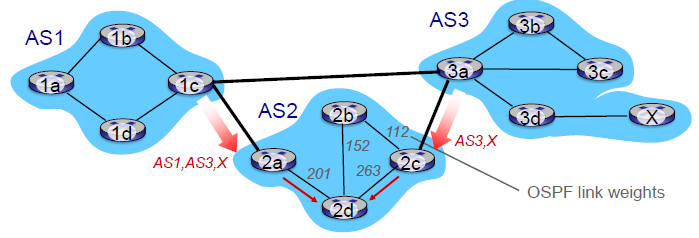 AS1
1b
1a
1c
1d
AS3
3b
3a
3c
3d
X
AS2
2b
112
152
2a
201
263
2c
2d
AS1,AS3,X
AS3,X
OSPF link weights